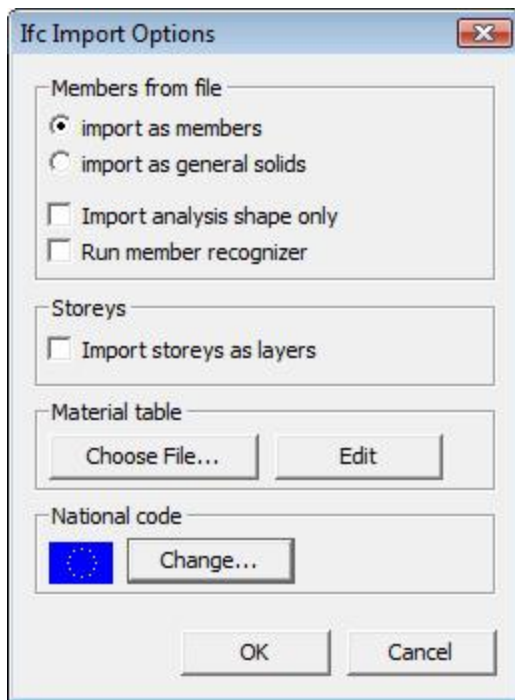 Ifc Import Options
Members from file
import as members
import as general solids
Import analysis shape only
Run member recognizer
Storeys
Import storeys as layers
Material table
Choose File... Edit
National code
Change...
OK Cancel